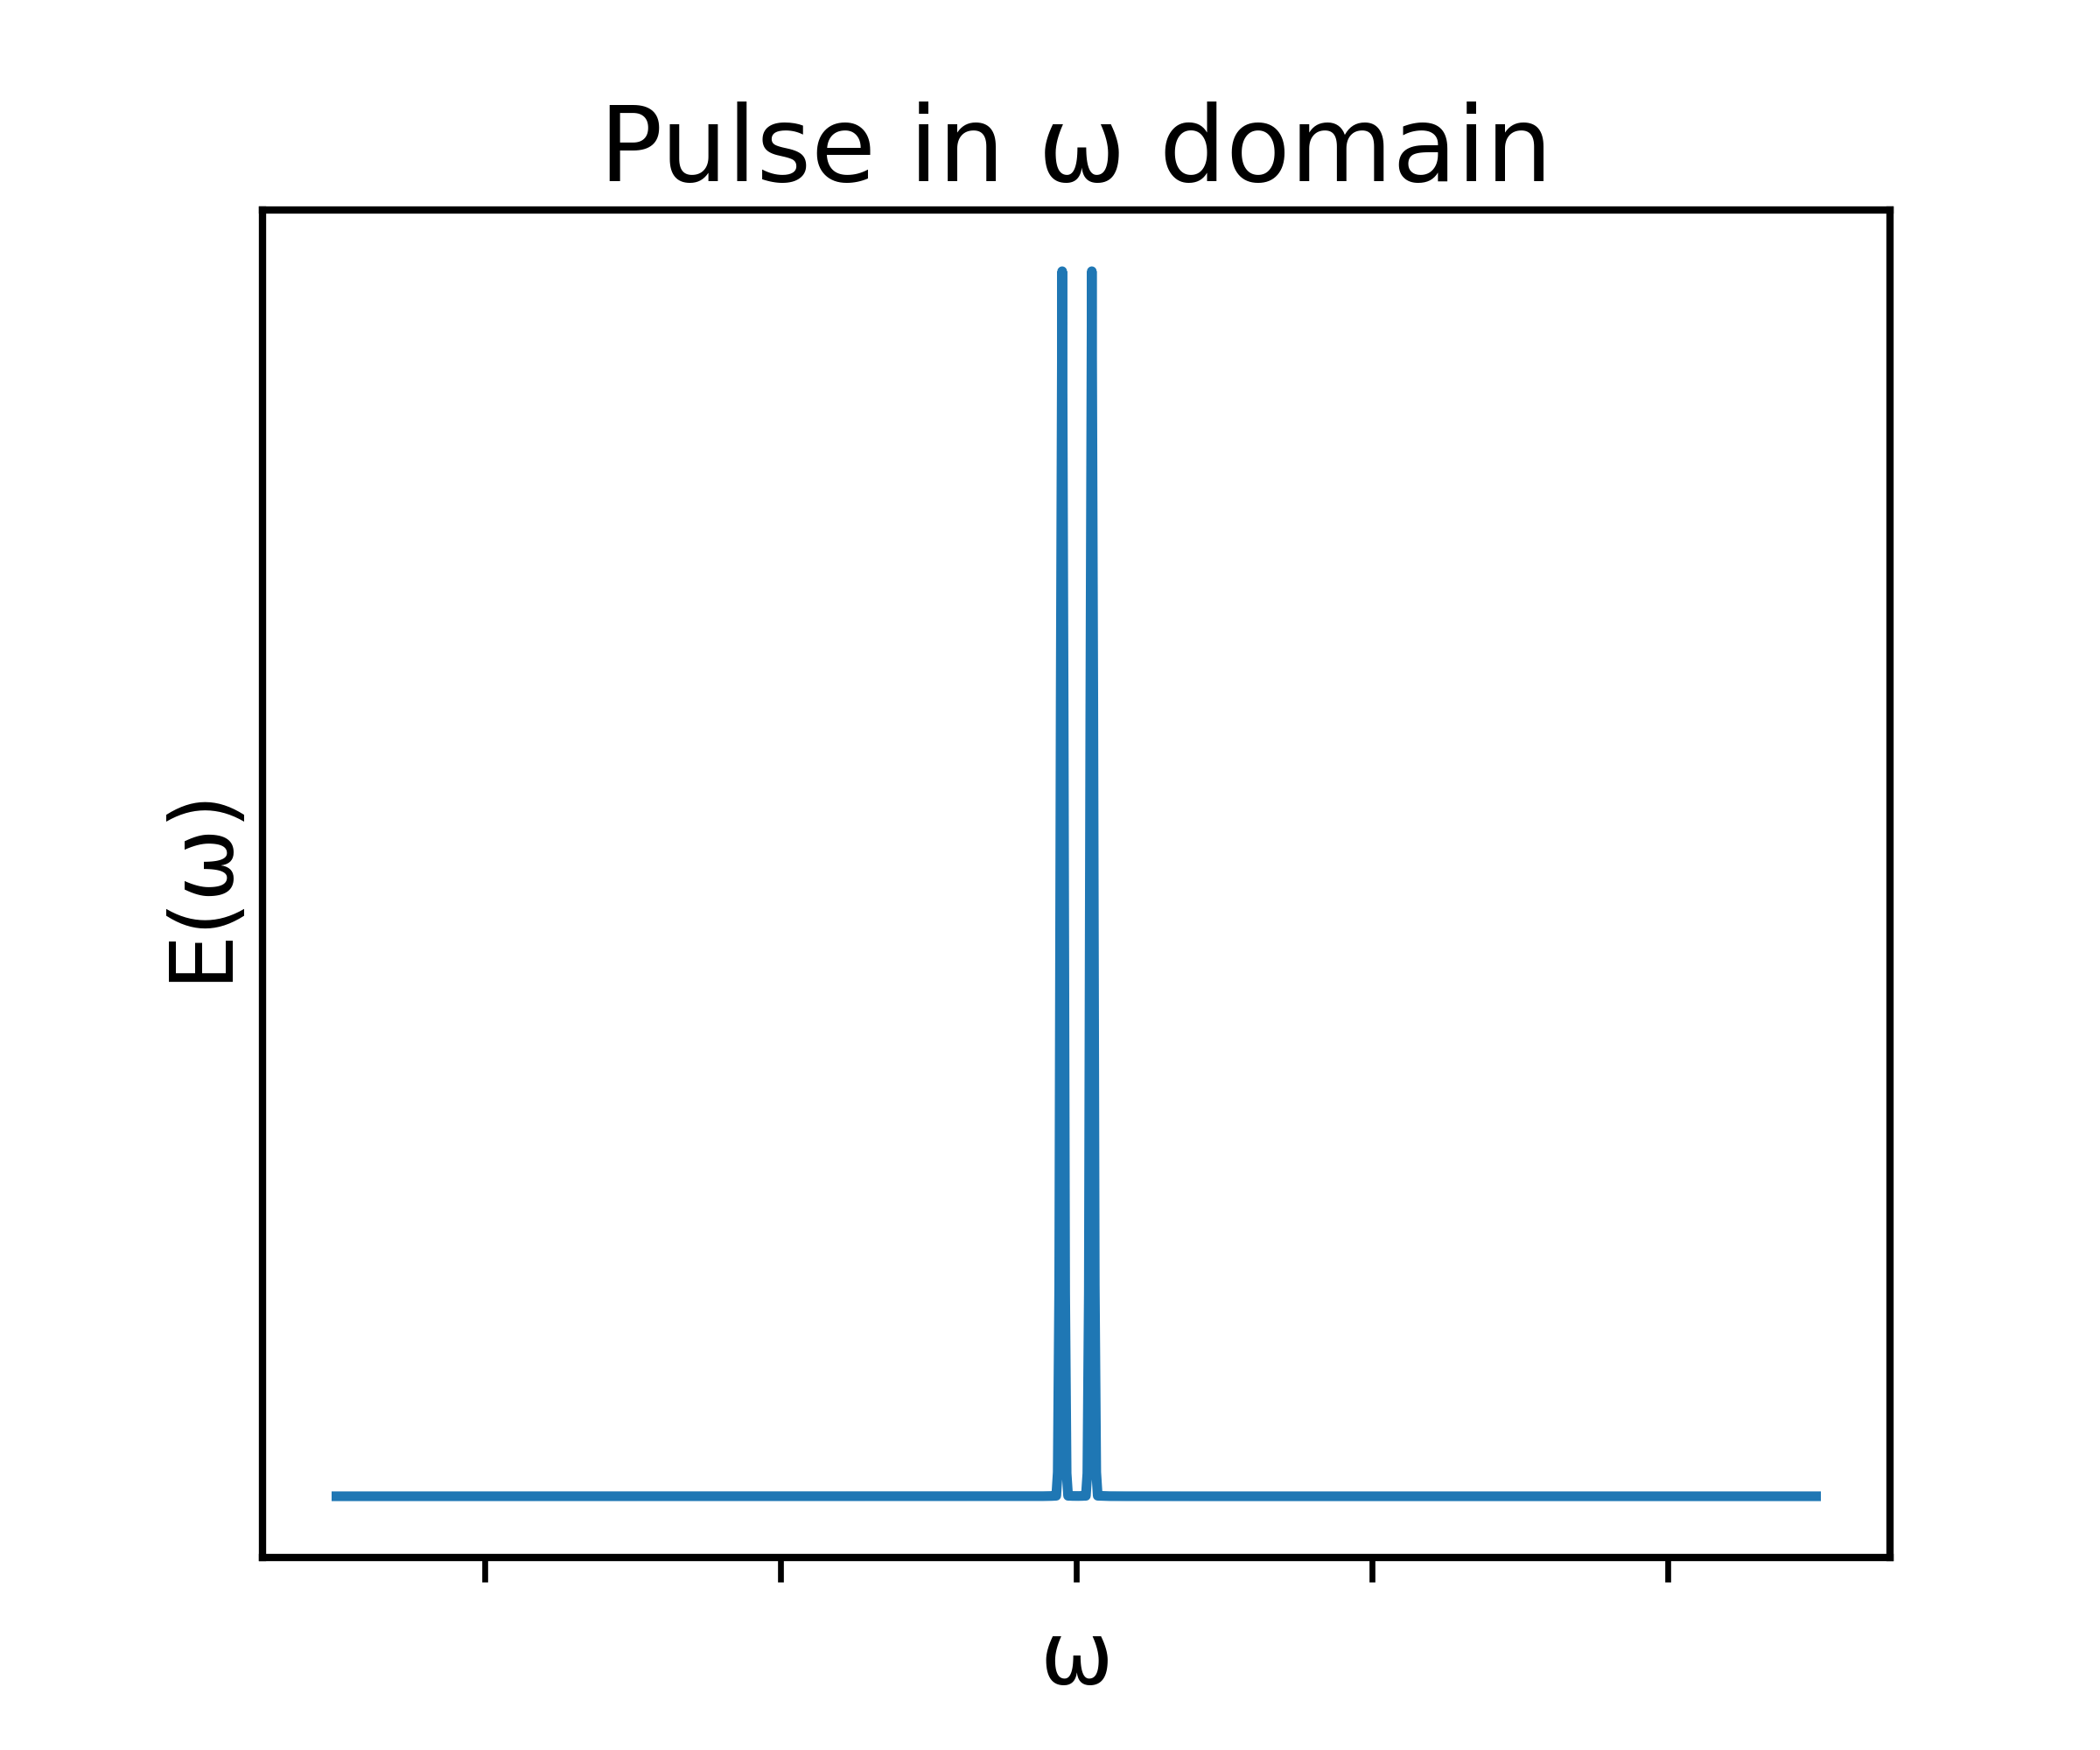 Pulse in ω domain
E(ω)
ω